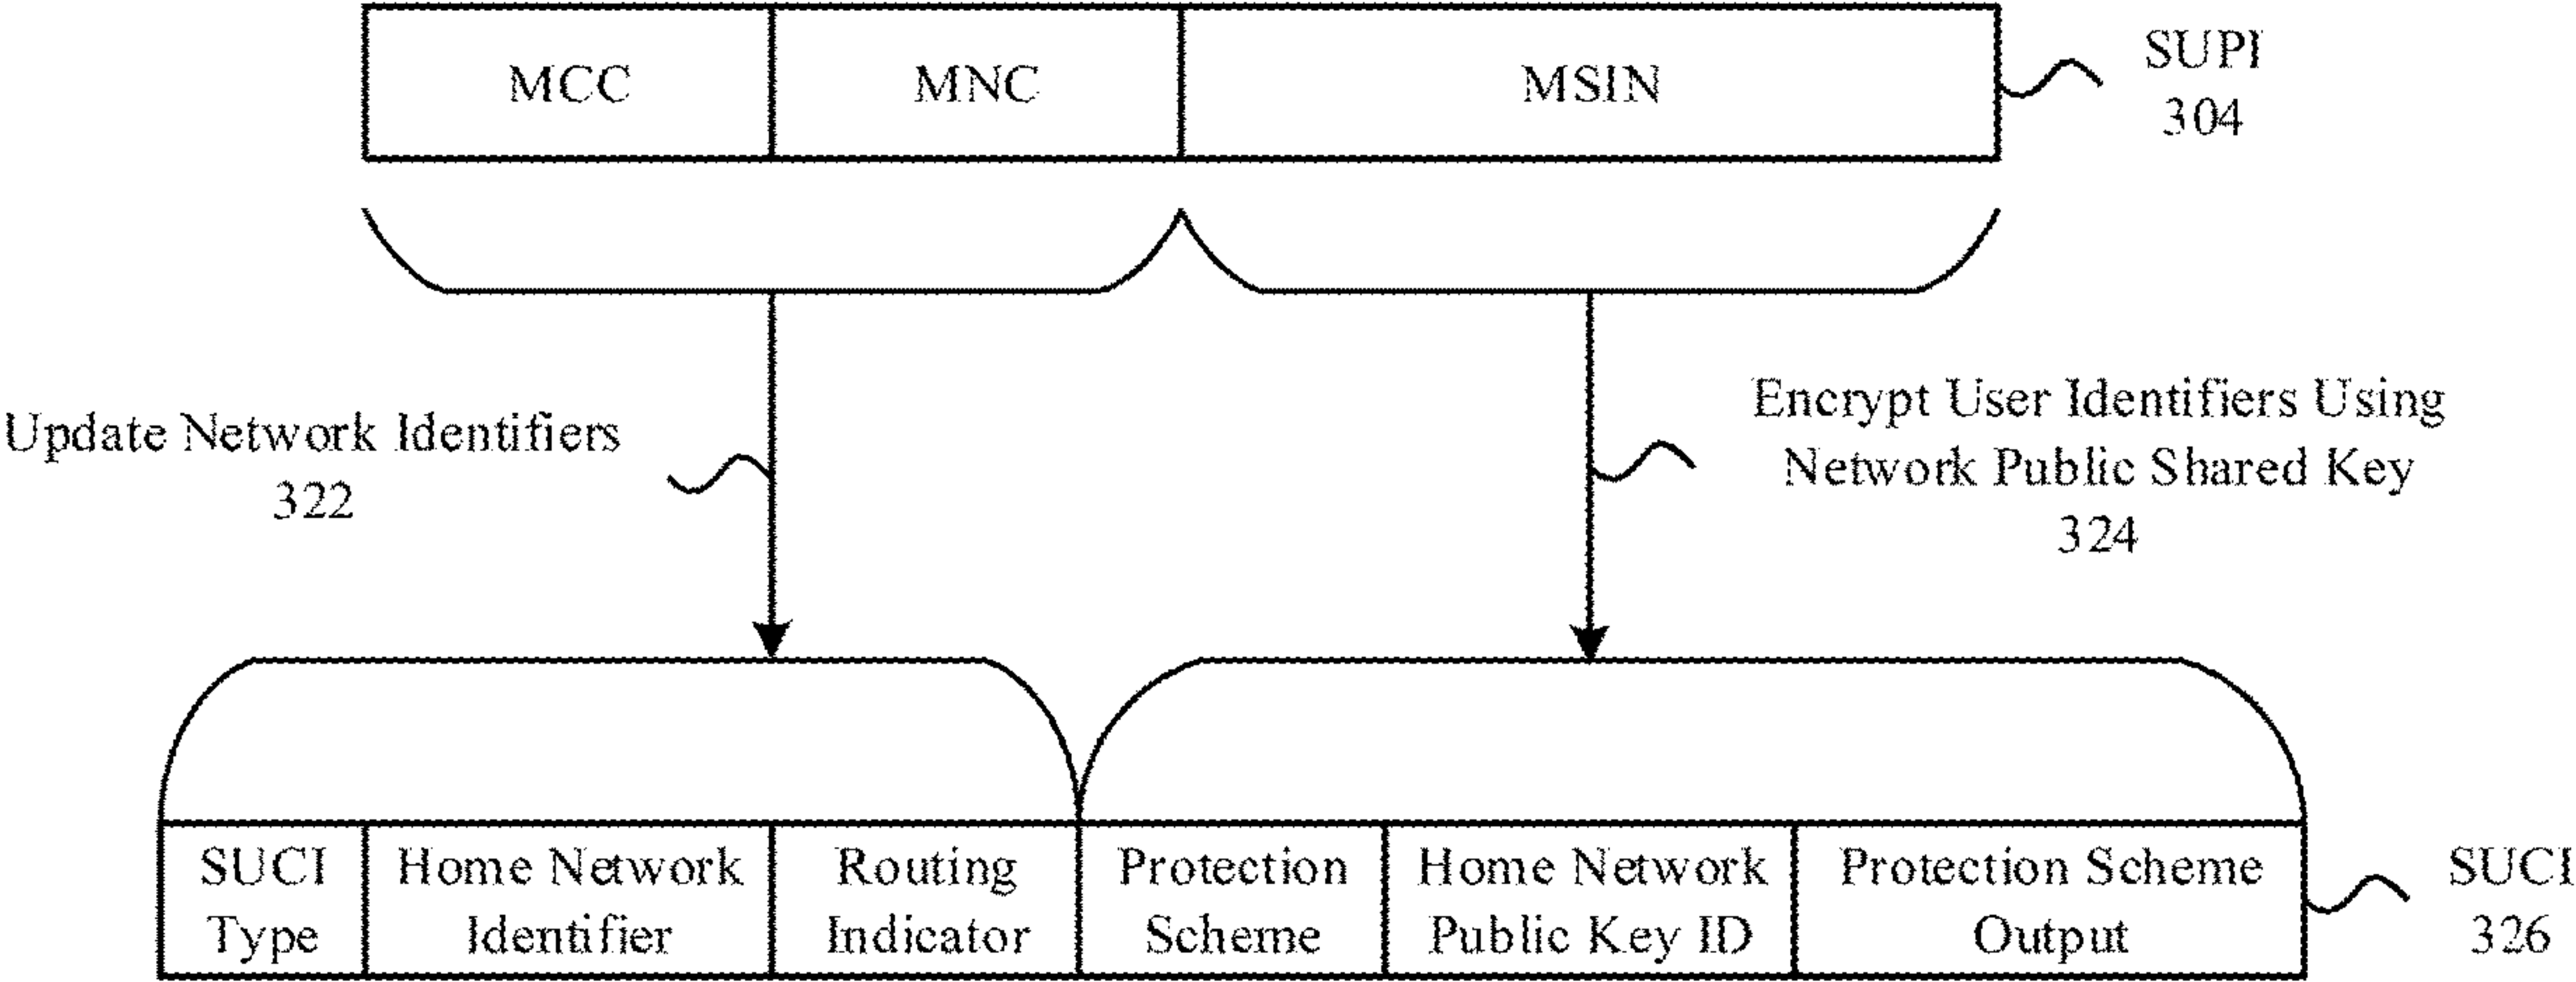 MCC
MNC
MSIN
SUPI
304
Update Network Identifiers
322
Encrypt User Identifiers Using
Network Public Shared Key
324
SUCI
Type
Home Network
Identifier
Routing
Indicator
Protection
Scheme
Home Network
Public Key ID
Protection Scheme
Output
SUCI
326